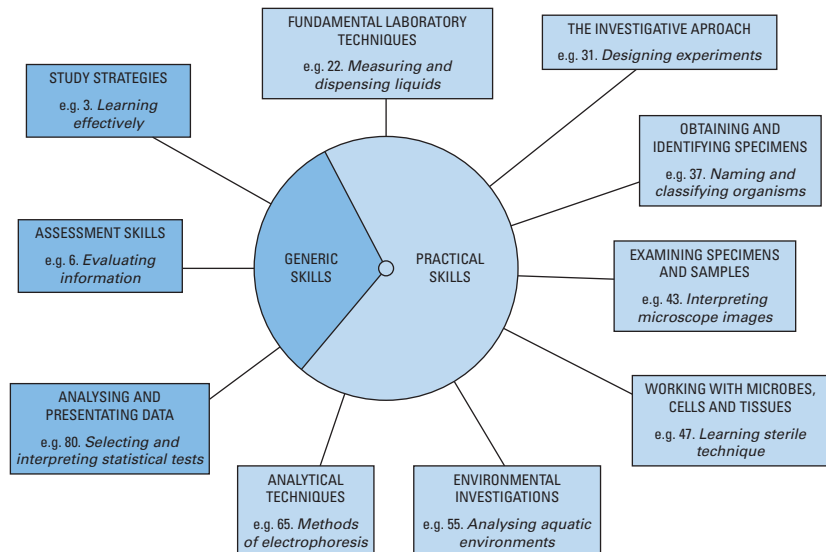 FUNDAMENTAL LABORATORY
TECHNIQUES
e.g. 22. Measuring and
dispensing liquids
THE INVESTIGATIVE APROACH
e.g. 31. Designing experiments
STUDY STRATEGIES
e.g. 3. Learning
effectively
OBTAINING AND
IDENTIFYING SPECIMENS
e.g. 37. Naming and
classifying organisms
ASSESSMENT SKILLS
e.g. 6. Evaluating
information
GENERIC
SKILLS
PRACTICAL
SKILLS
EXAMINING SPECIMENS
AND SAMPLES
e.g. 43. Interpreting
microscope images
ANALYSING AND
PRESENTATING DATA
e.g. 80. Selecting and
interpreting statistical tests
WORKING WITH MICROBES,
CELLS AND TISSUES
e.g. 47. Learning sterile
technique
ANALYTICAL
TECHNIQUES
e.g. 65. Methods
of electrophoresis
ENVIRONMENTAL
INVESTIGATIONS
e.g. 55. Analysing aquatic
environments